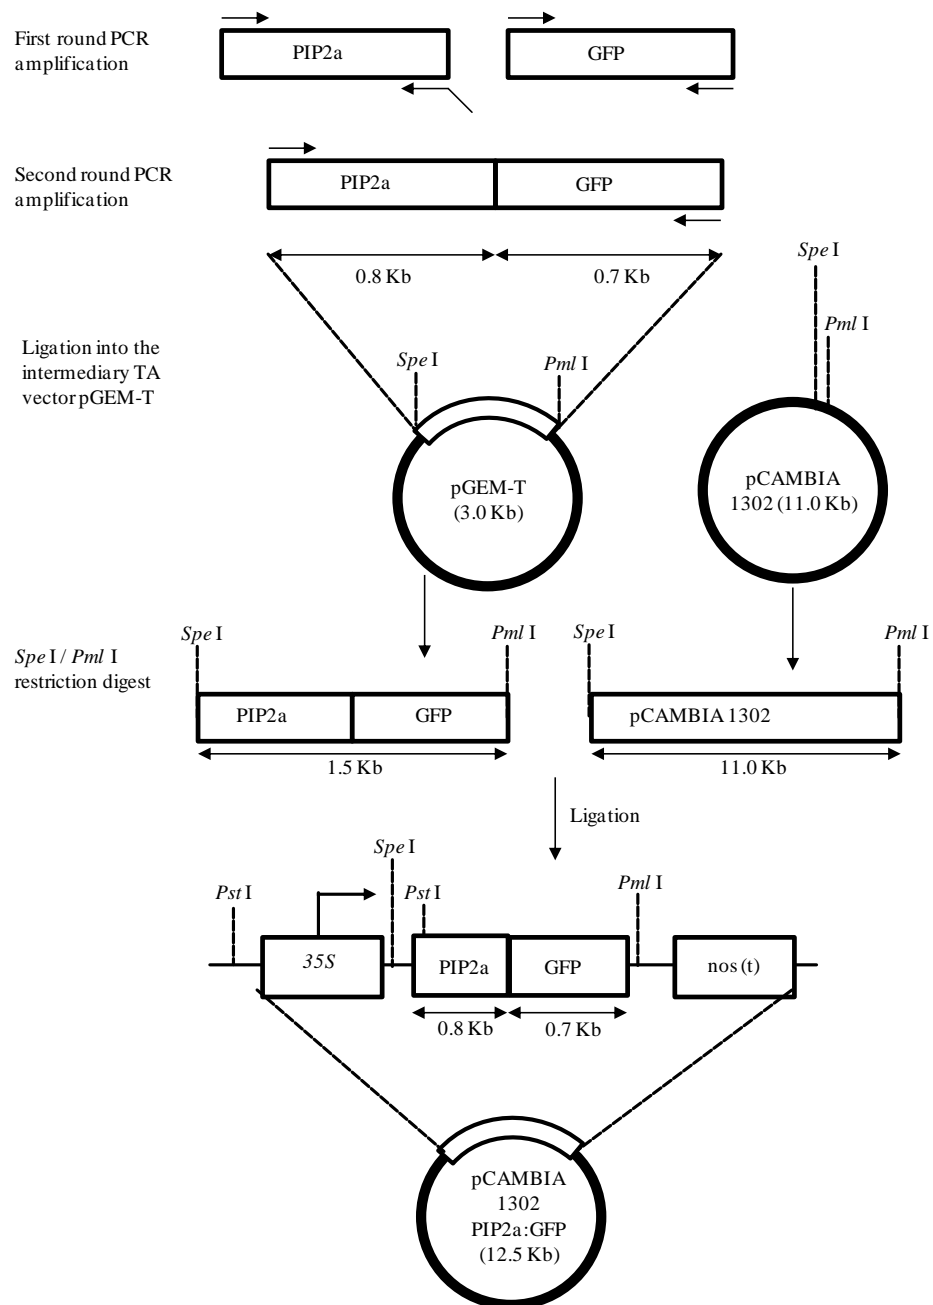 First round PCR
amplification
PIP2a
GFP
Second round PCR
amplification
PIP2a
GFP
0.8 Kb
0.7 Kb
Spe I
Pml I
Ligation into the
intermediary TA
vector pGEM-T
Spe I
Pml I
pGEM-T
(3.0 Kb)
pCAMBIA
1302 (11.0 Kb)
Spe I
Pml I
Spe I
Pml I
Spe I / Pml I
restriction digest
PIP2a
GFP
pCAMBIA 1302
1.5 Kb
11.0 Kb
Ligation
Spe I
Pst I
Pst I
Pml I
35S
PIP2a
GFP
nos (t)
0.8 Kb
0.7 Kb
pCAMBIA
1302
PIP2a:GFP
(12.5 Kb)